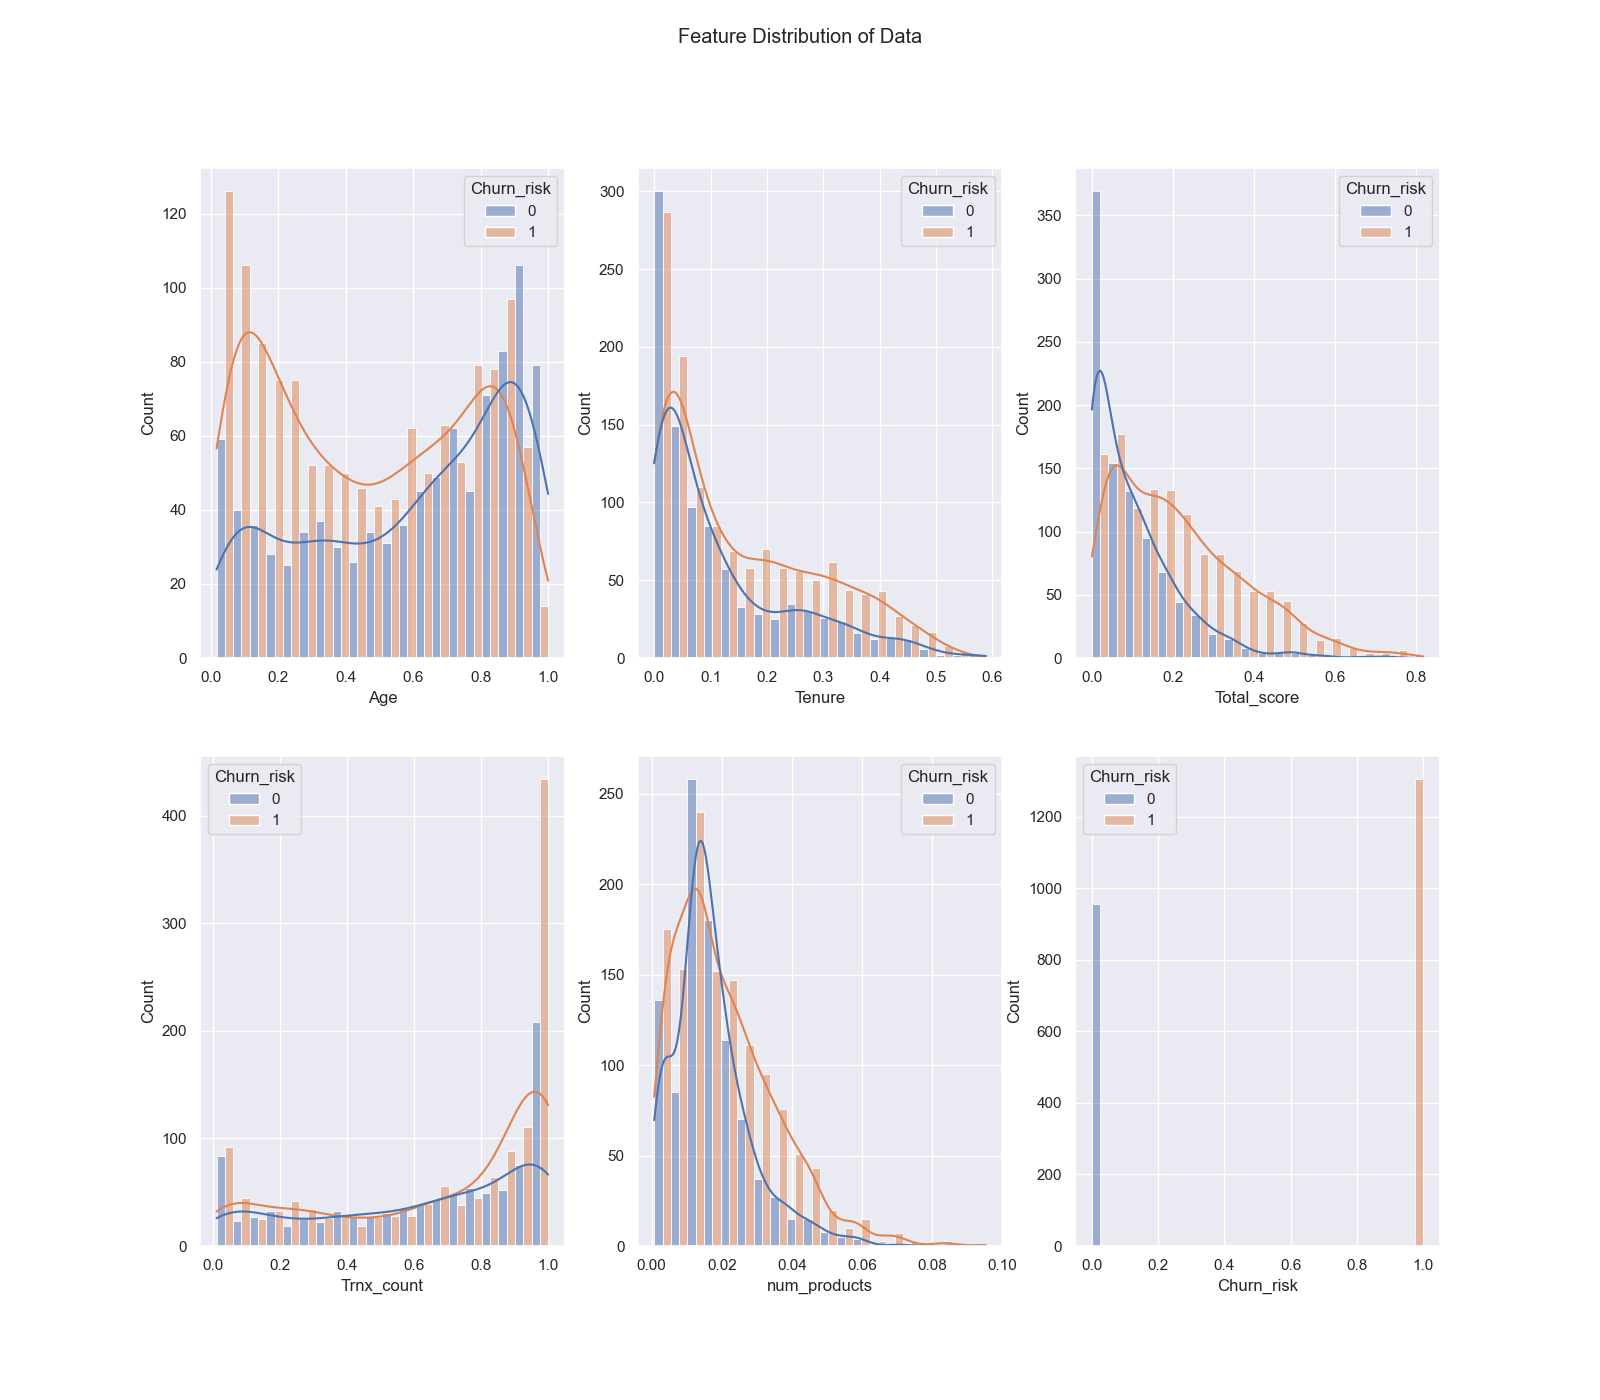 Feature Distribution of Data
Churn_risk
0
1
120
100
80
60
40
20
0
Count
0.0 0.2 0.4 0.6 0.8 1.0
Age
Churn_risk
0
1
300
250
200
150
100
50
0
Count
0.0 0.1 0.2 0.3 0.4 0.5 0.6
Tenure
Churn_risk
0
1
350
300
250
200
150
100
50
0
Count
0.0 0.2 0.4 0.6 0.8
Total_score
Churn_risk
0
1
400
300
200
100
0
Count
0.0 0.2 0.4 0.6 0.8 1.0
Trnx_count
Churn_risk
0
1
250
200
150
100
50
0
Count
0.00 0.02 0.04 0.06 0.08 0.10
num_products
Churn_risk
0
1
1200
1000
800
600
400
200
0
Count
0.0 0.2 0.4 0.6 0.8 1.0
Churn_risk